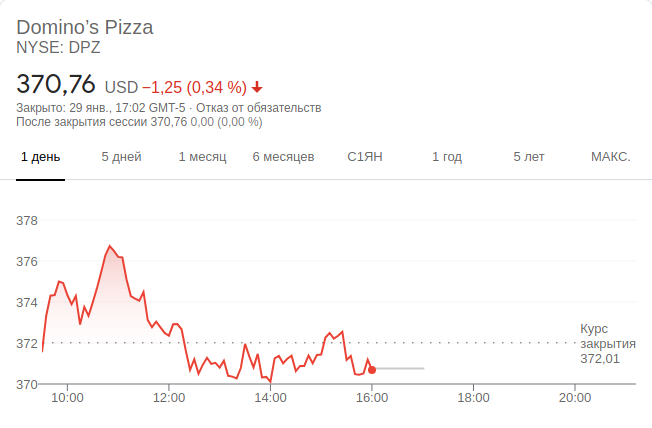 Domino’s Pizza
NYSE: DPZ
370,76 USD −1,25 (0,34 %)
Закрыто: 29 янв., 17:02 GMT-5 · Отказ от обязательств
После закрытия сессии 370,76 0,00 (0,00 %)
1 день 5 дней 1 месяц 6 месяцев С1ЯН 1 год 5 лет МАКС.
378
376
374
372
370
Курс
закрытия
372,01
10:00 12:00 14:00 16:00 18:00 20:00